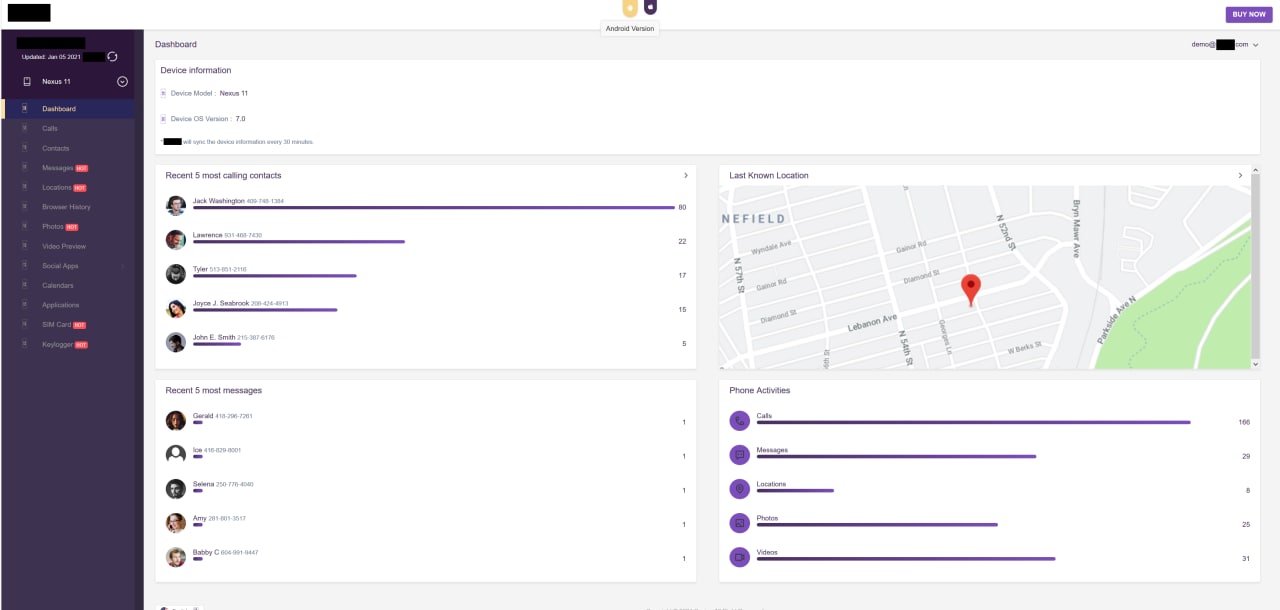 BUY NOW
Android Version
Updated: Jan 05 2021
Dashboard
demo@ com
Nexus 11
Dashboard
Calls
Contacts
Messages HOT
Locations HOT
Browser History
Photos HOT
Video Preview
Social Apps
Calendars
Applications
SIM Card HOT
Keylogger HOT
Device information
Device Model : Nexus 11
Device OS Version : 7.0
will sync the device information every 30 minutes.
Recent 5 most calling contacts
Jack Washington 409-748-1384
80
Lawrence 931-468-7430
22
Tyler 513-851-2716
17
Joyce J. Seabrook 208-424-4913
15
John E. Smith 215-387-6176
5
Last Known Location
NEFIELD
Wyndale Ave
Gainor Rd
N 52nd St
Bryn Mawr Ave
N 57th St
Gainor Rd
Diamond St
Diamond St
Lebanon Ave
Georges Ln
Parkside Ave N
N 54th St
W Berks St
Recent 5 most messages
Gerald 418-296-7261
1
Ice 418-829-8001
1
Selena 250-776-4040
1
Amy 281-801-3517
1
Babby C 604-991-9447
1
Phone Activities
Calls
166
Messages
29
Locations
8
Photos
25
Videos
31